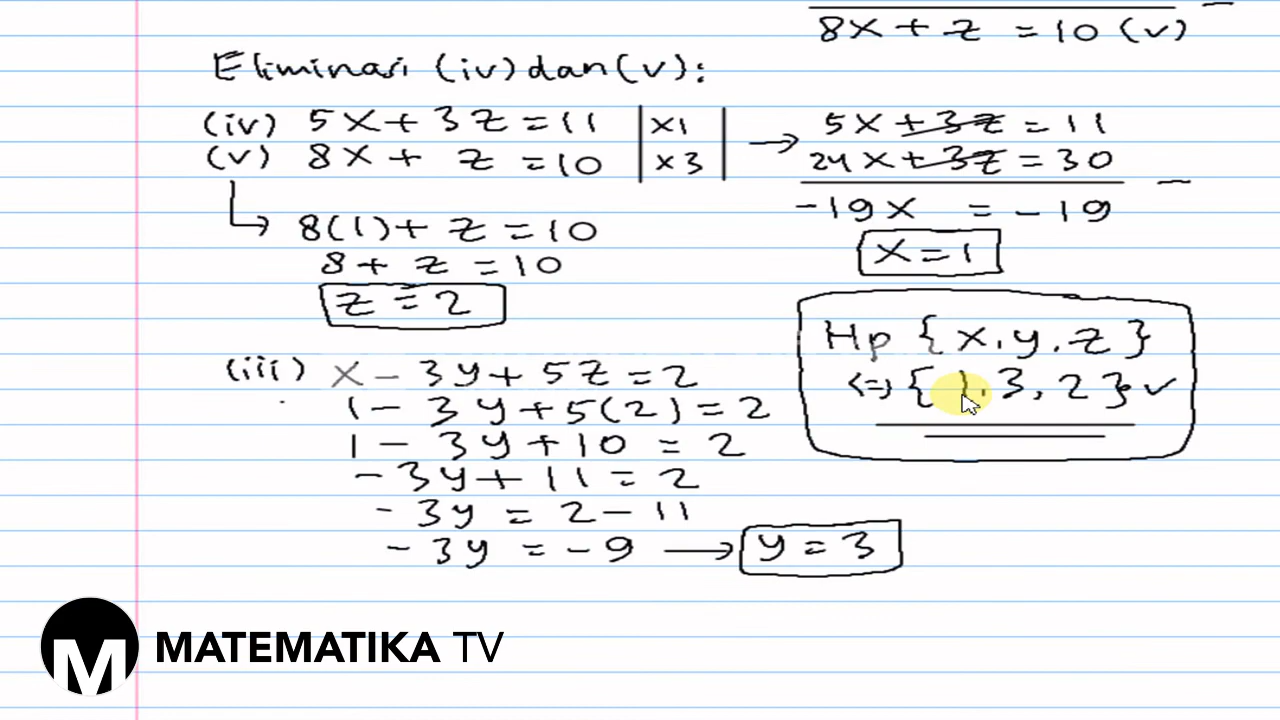 8x + z = 10 (v)
Eliminasi (iv) dan (v):
(iv) 5x + 3z = 11 | x1 | → 5x + 3z = 11
(v) 8x + z = 10 | x3 | 24x + 3z = 30
-19x = -19
↳ 8(1) + z = 10
x = 1
8 + z = 10
z = 2
Hp { x, y, z }
(iii) x - 3y + 5z = 2
<=> { 1, 3, 2 } ✓
1 - 3y + 5(2) = 2
1 - 3y + 10 = 2
-3y + 11 = 2
-3y = 2 - 11
-3y = -9 → y = 3
M MATEMATIKA TV